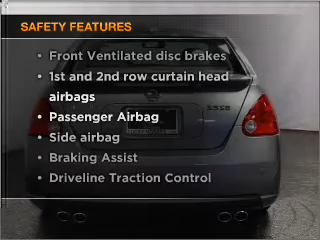 SAFETY FEATURES
• Front Ventilated disc brakes
• 1st and 2nd row curtain head
airbags
• Passenger Airbag
• Side airbag
• Braking Assist
• Driveline Traction Control